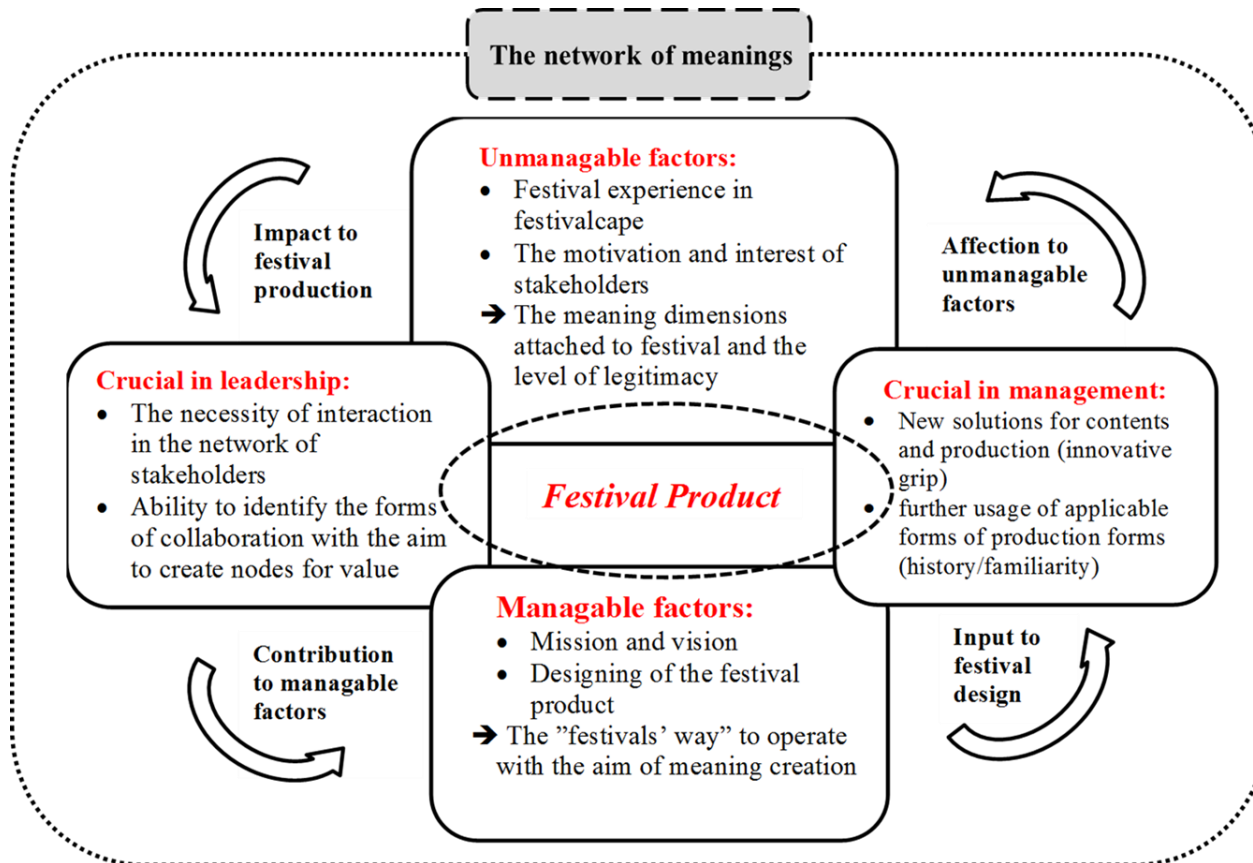 The network of meanings
Unmanagable factors:
• Festival experience in
festivalcape
• The motivation and interest of
stakeholders
➔ The meaning dimensions
attached to festival and the
level of legitimacy
Impact to
festival
production
Affection to
unmanagable
factors
Crucial in leadership:
• The necessity of interaction
in the network of
stakeholders
• Ability to identify the forms
of collaboration with the aim
to create nodes for value
Festival Product
Crucial in management:
• New solutions for contents
and production (innovative
grip)
• further usage of applicable
forms of production forms
(history/familiarity)
Managable factors:
• Mission and vision
• Designing of the festival
product
➔ The ”festivals’ way” to operate
with the aim of meaning creation
Contribution
to managable
factors
Input to
festival
design